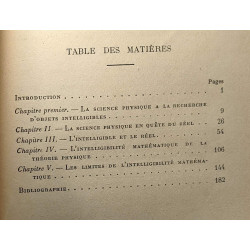 TABLE DES MATIÈRES
Pages
INTRODUCTION 1
Chapitre premier. — LA SCIENCE PHYSIQUE A LA RECHERCHE
D'OBJETS INTELLIGIBLES 9
Chapitre II. — LA SCIENCE PHYSIQUE EN QUÊTE DU RÉEL 26
Chapitre III. — L'INTELLIGIBLE ET LE RÉEL 54
Chapitre IV. — L'INTELLIGIBILITÉ MATHÉMATIQUE DE LA
THÉORIE PHYSIQUE 106
Chapitre V. — LES LIMITES DE L'INTELLIGIBILITÉ MATHÉMA-
TIQUE 144
BIBLIOGRAPHIE 182